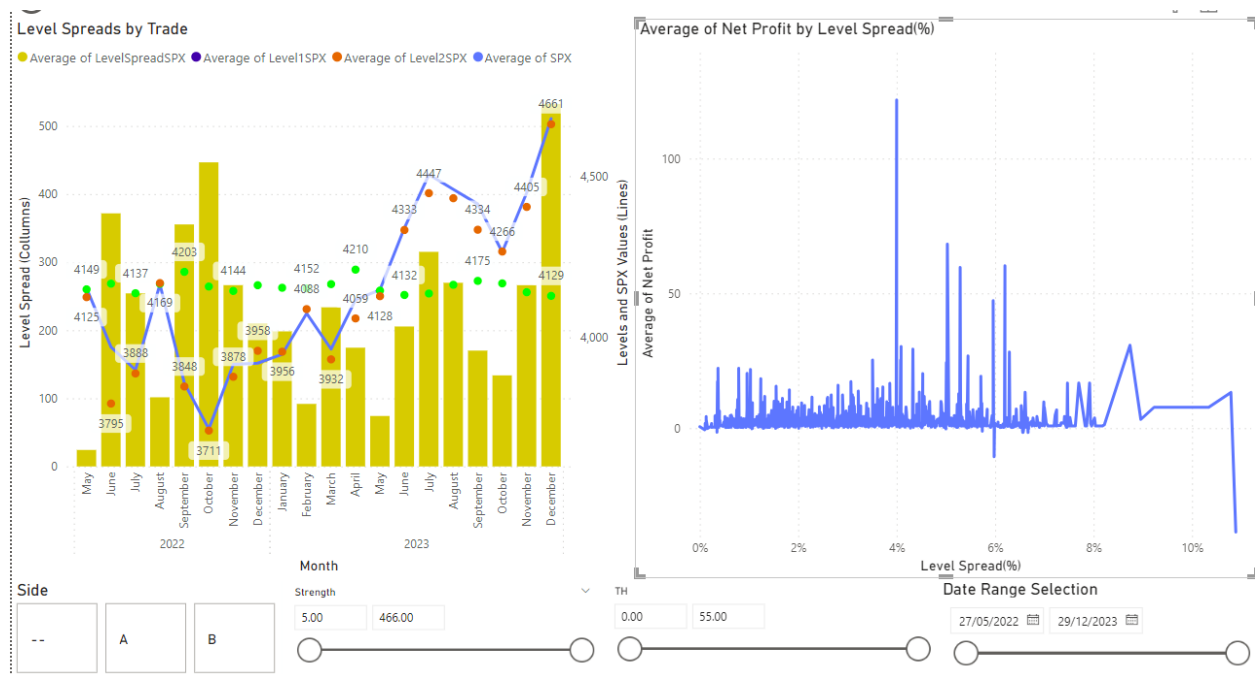 Level Spreads by Trade
Average of LevelSpreadSPX Average of Level1SPX Average of Level2SPX Average of SPX
Level Spread (Columns)
500
400
300
200
100
0
4,500
4,000
Levels and SPX Values (Lines)
4149
4125
3795
4137
3888
4169
4203
3848
3711
4144
3878
3958
3956
4152
4088
3932
4210
4059
4128
4333
4132
4447
4334
4175
4266
4405
4661
4129
May
June
July
August
September
October
November
December
January
February
March
April
May
June
July
August
September
October
November
December
2022
2023
Month
Average of Net Profit by Level Spread(%)
Average of Net Profit
100
50
0
0% 2% 4% 6% 8% 10%
Level Spread(%)
Side
--
A
B
Strength
5.00 466.00
TH
0.00 55.00
Date Range Selection
27/05/2022 29/12/2023